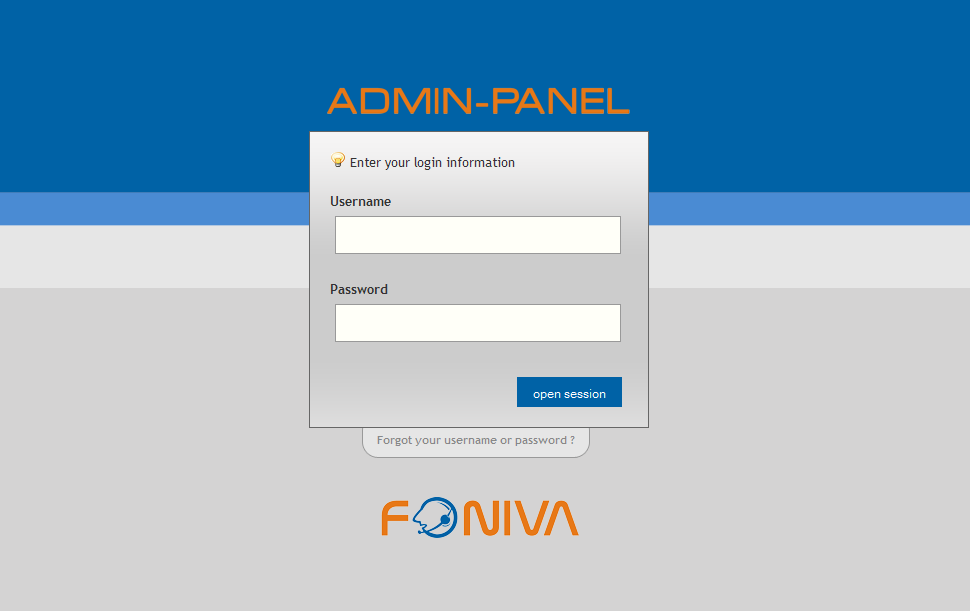 ADMIN-PANEL
Enter your login information
Username
Password
open session
Forgot your username or password ?
FONIVA